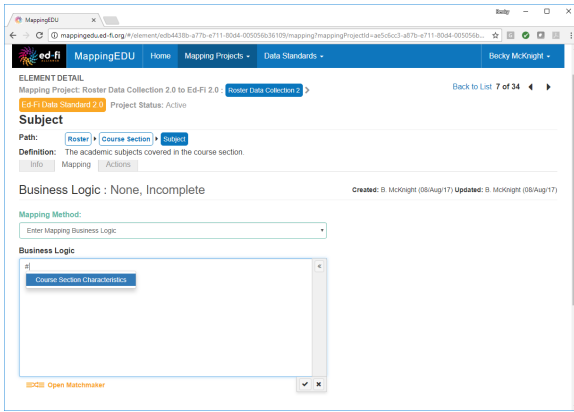 Becky
MappingEDU
mappingedu.ed-fi.org/#/element/edb4438b-a77b-e711-80d4-005056b36109/mapping?mappingProjectId=ae5c6cc3-a87b-e711-80d4-005056b...
ed-fi MappingEDU Home Mapping Projects Data Standards Becky McKnight
ELEMENT DETAIL
Mapping Project: Roster Data Collection 2.0 to Ed-Fi 2.0 : Roster Data Collection 2 Back to List 7 of 34
Ed-Fi Data Standard 2.0 Project Status: Active
Subject
Path: Roster Course Section Subject
Definition: The academic subjects covered in the course section.
Info Mapping Actions
Business Logic : None, Incomplete Created: B. McKnight (08/Aug/17) Updated: B. McKnight (08/Aug/17)
Mapping Method:
Enter Mapping Business Logic
Business Logic
#
Course Section Characteristics
Open Matchmaker